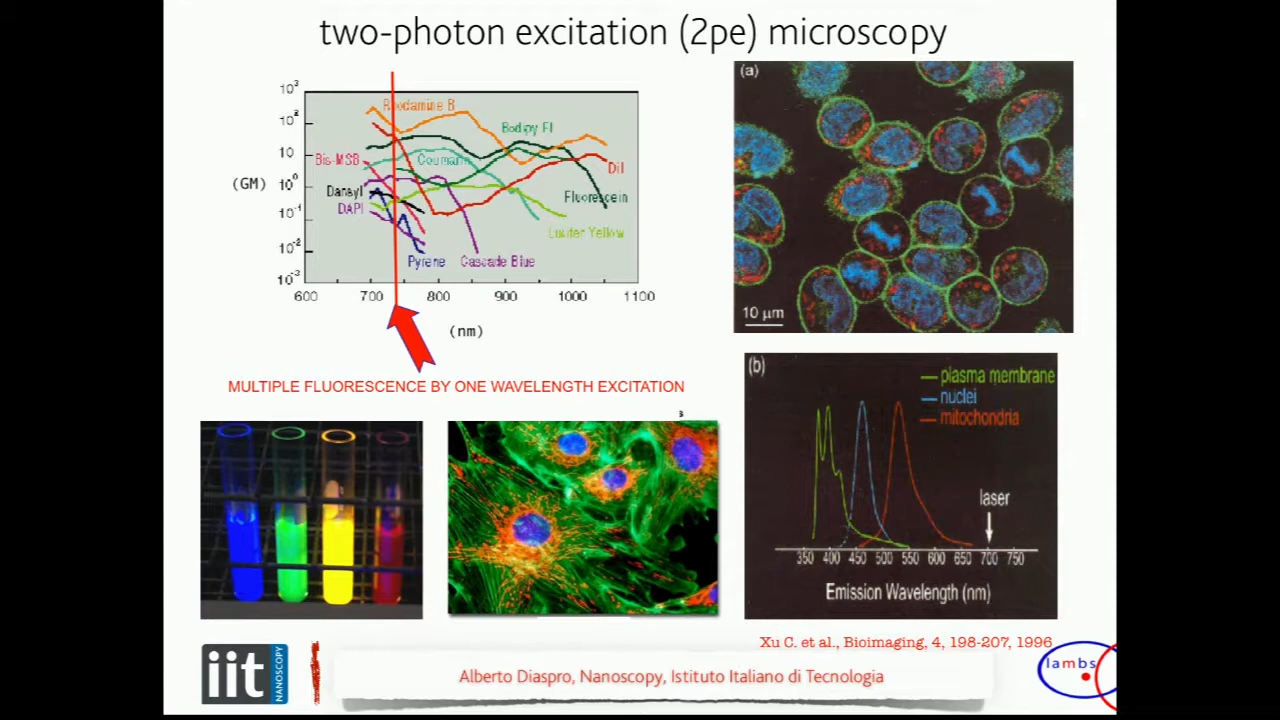 two-photon excitation (2pe) microscopy
10³
10²
10
10⁰
10⁻¹
10⁻²
10⁻³
(GM)
Rhodamine B
Bodipy Fl
Bis-MSB
Coumarin
DiI
Dansyl
Fluorescein
DAPI
Lucifer Yellow
Pyrene
Cascade Blue
600 700 800 900 1000 1100
(nm)
(a)
10 μm
MULTIPLE FLUORESCENCE BY ONE WAVELENGTH EXCITATION
s
(b)
plasma membrane
nuclei
mitochondria
laser
350 400 450 500 550 600 650 700 750
Emission Wavelength (nm)
Xu C. et al., Bioimaging, 4, 198-207, 1996
iit
NANOSCOPY
Alberto Diaspro, Nanoscopy, Istituto Italiano di Tecnologia
lambs